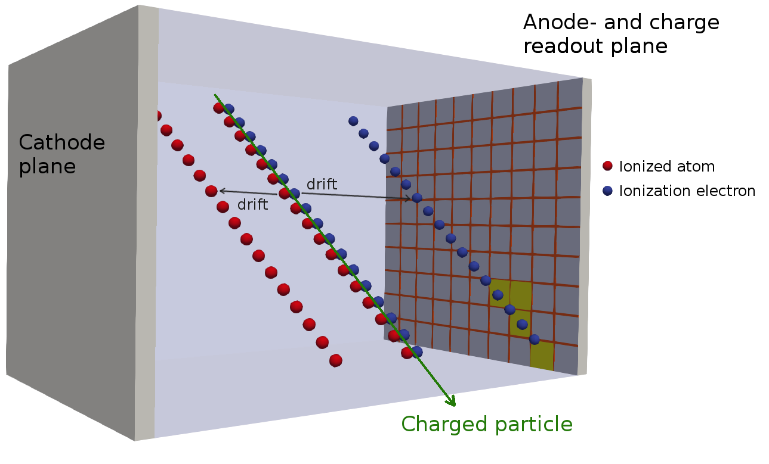 Anode- and charge
readout plane
Cathode
plane
Ionized atom
drift
Ionization electron
drift
Charged particle